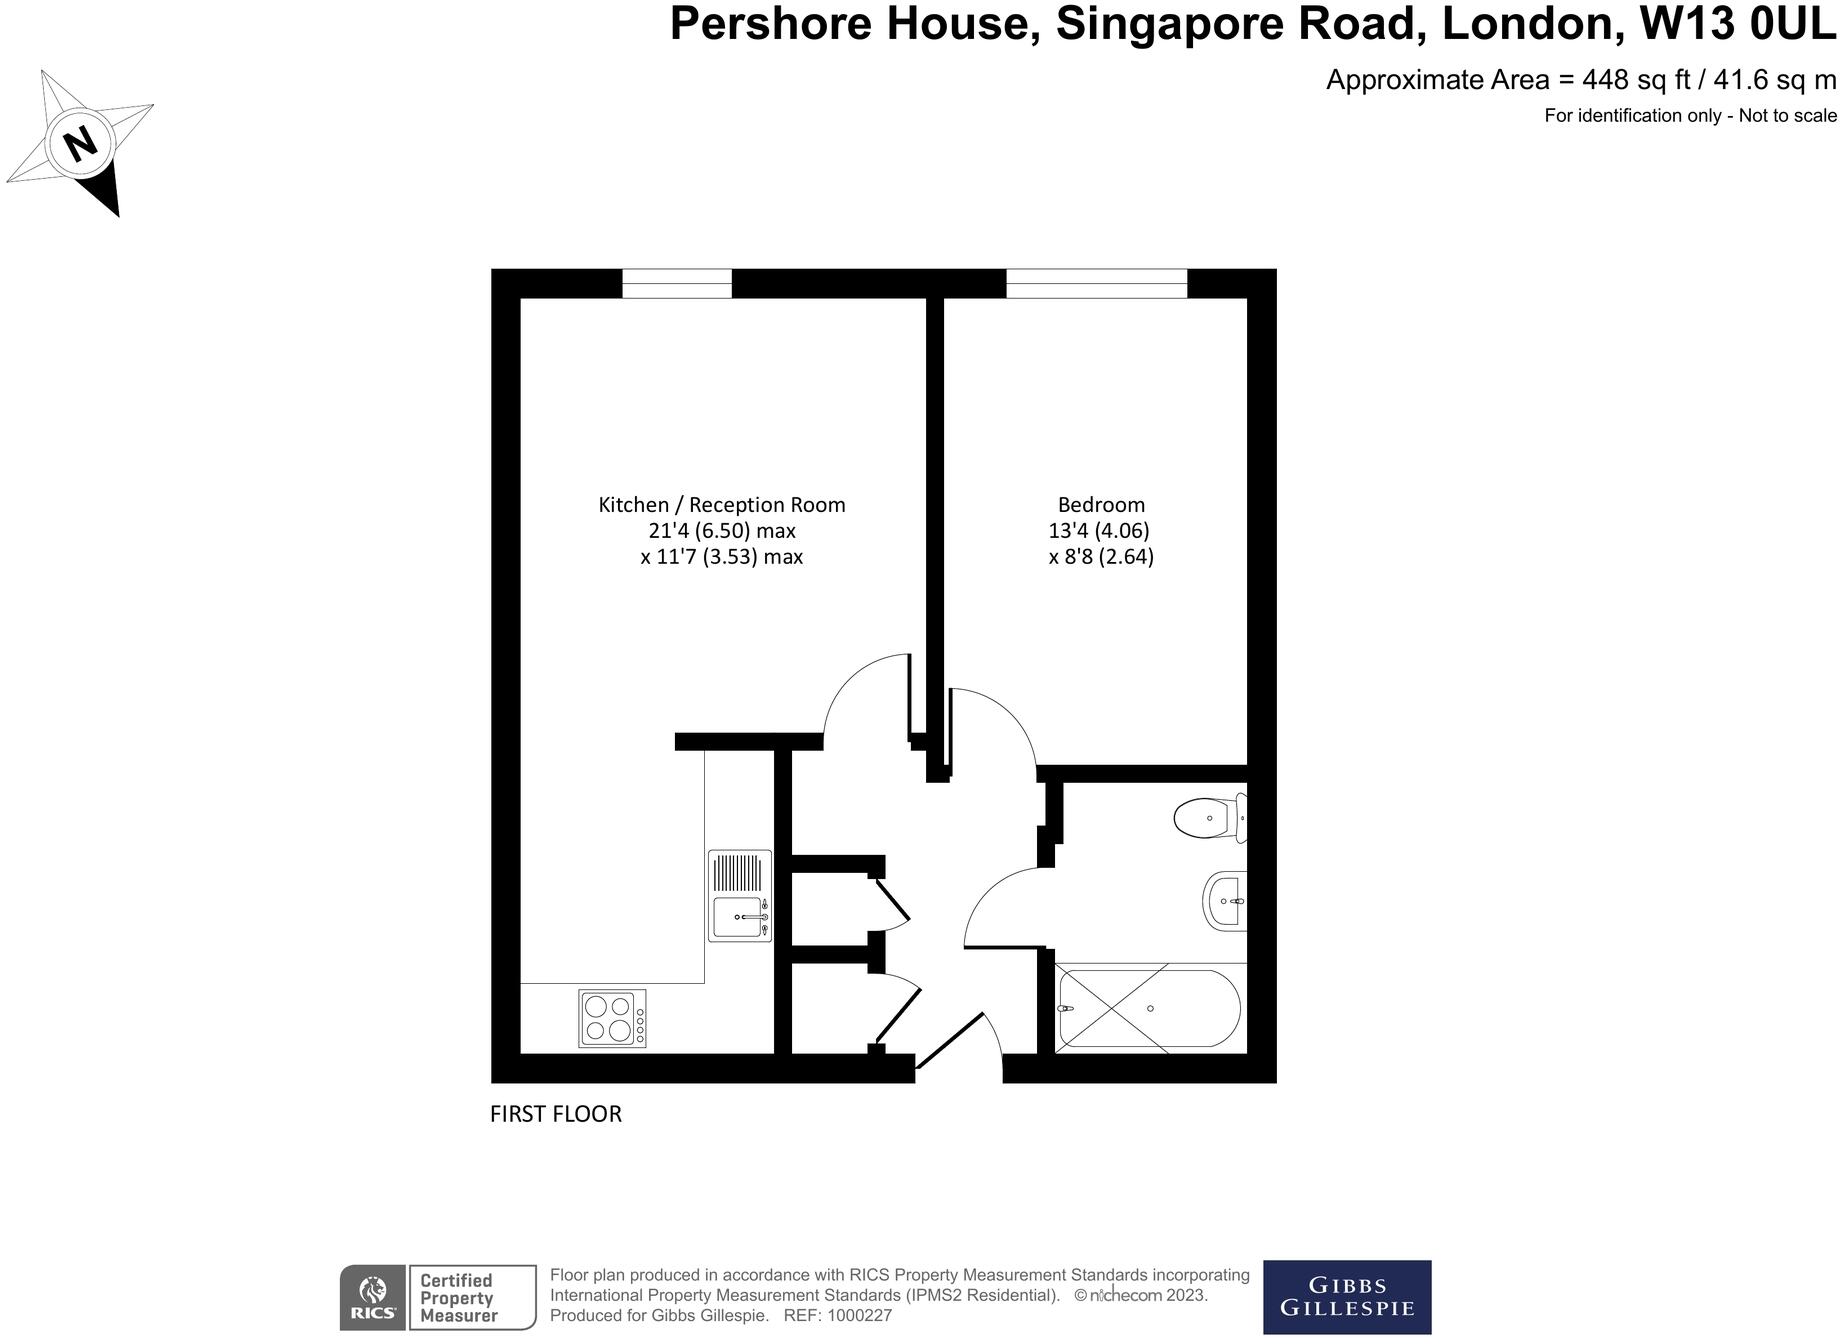 Pershore House, Singapore Road, London, W13 0UL
Approximate Area = 448 sq ft / 41.6 sq m
For identification only - Not to scale
N
Kitchen / Reception Room
21'4 (6.50) max
x 11'7 (3.53) max
Bedroom
13'4 (4.06)
x 8'8 (2.64)
FIRST FLOOR
RICS
Certified
Property
Measurer
Floor plan produced in accordance with RICS Property Measurement Standards incorporating
International Property Measurement Standards (IPMS2 Residential). © nichecom 2023.
Produced for Gibbs Gillespie. REF: 1000227
GIBBS
GILLESPIE